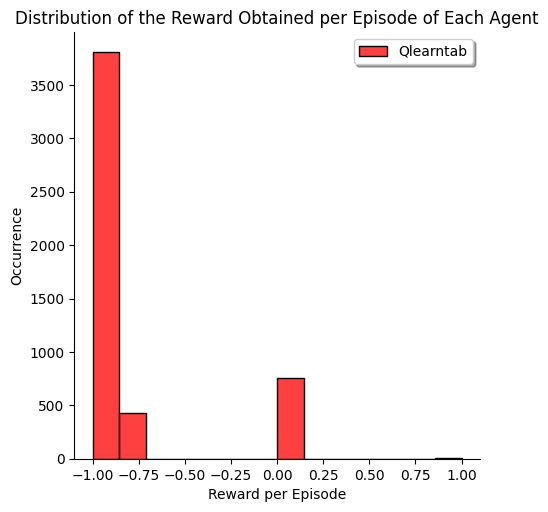 Distribution of the Reward Obtained per Episode of Each Agent
Qlearntab
3500
3000
2500
2000
1500
1000
500
0
Occurrence
−1.00 −0.75 −0.50 −0.25 0.00 0.25 0.50 0.75 1.00
Reward per Episode